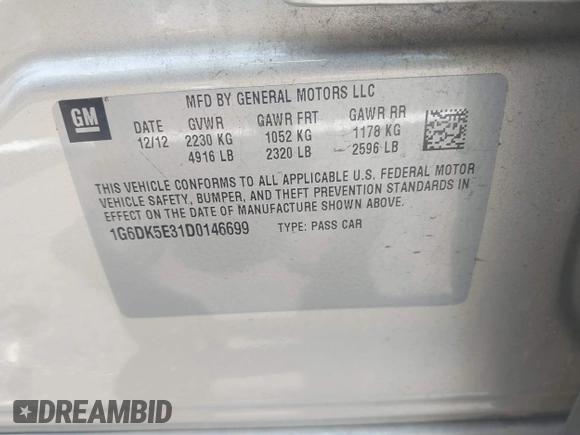 GM
MFD BY GENERAL MOTORS LLC
DATE GVWR GAWR FRT GAWR RR
12/12 2230 KG 1052 KG 1178 KG
4916 LB 2320 LB 2596 LB
THIS VEHICLE CONFORMS TO ALL APPLICABLE U.S. FEDERAL MOTOR
VEHICLE SAFETY, BUMPER, AND THEFT PREVENTION STANDARDS IN
EFFECT ON THE DATE OF MANUFACTURE SHOWN ABOVE.
1G6DK5E31D0146699 TYPE: PASS CAR
DREAMBID